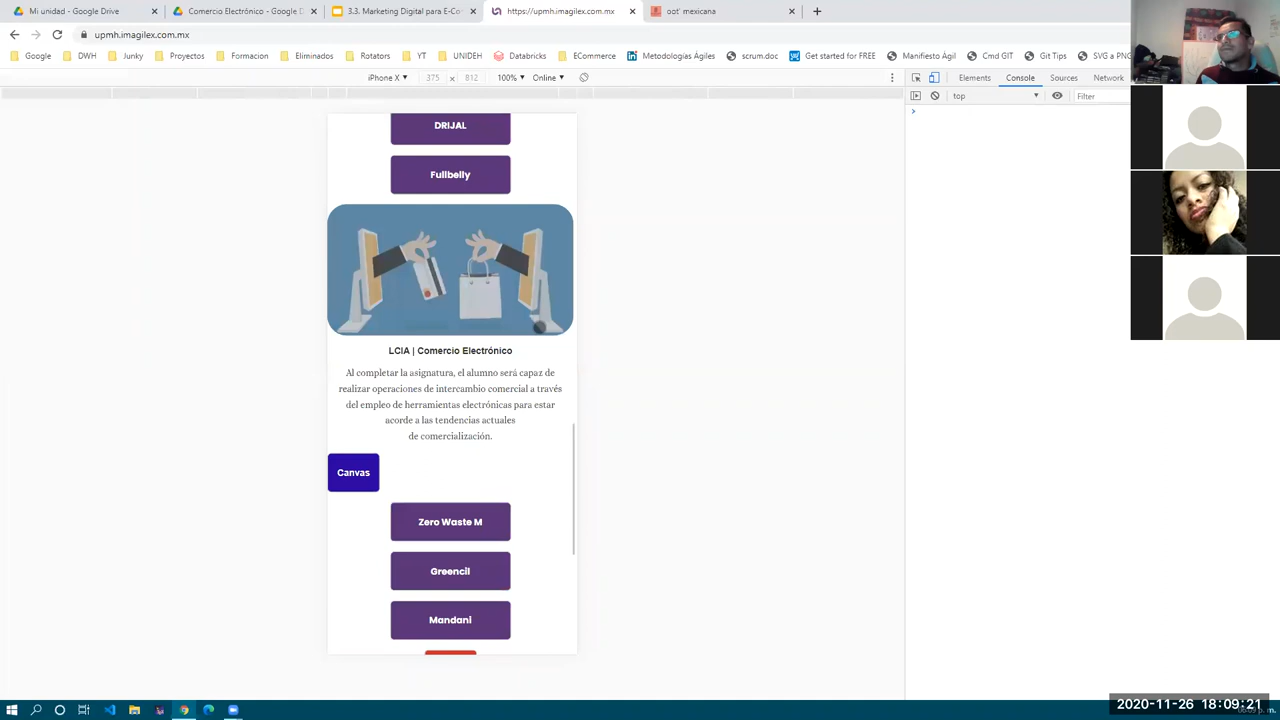 Mi unidad - Google Drive
Comercio Electrónico - Google D
3.3. Marketing Digital para E-Co
https://upmh.imagilex.com.mx/
oot' mexicana
upmh.imagilex.com.mx
Google
DWH
Junky
Proyectos
Formacion
Eliminados
Rotators
YT
UNIDEH
Databricks
ECommerce
Metodologías Ágiles
scrum.doc
Get started for FREE
Manifiesto Ágil
Cmd GIT
Git Tips
SVG a PNG
iPhone X ▼ 375 × 812 100% ▼ Online ▼
Elements Console Sources Network
top Filter
DRIJAL
Fullbelly
LCIA | Comercio Electrónico
Al completar la asignatura, el alumno será capaz de
realizar operaciones de intercambio comercial a través
del empleo de herramientas electrónicas para estar
acorde a las tendencias actuales
de comercialización.
Canvas
Zero Waste M
Greencil
Mandani
2020-11-26 18:09:21